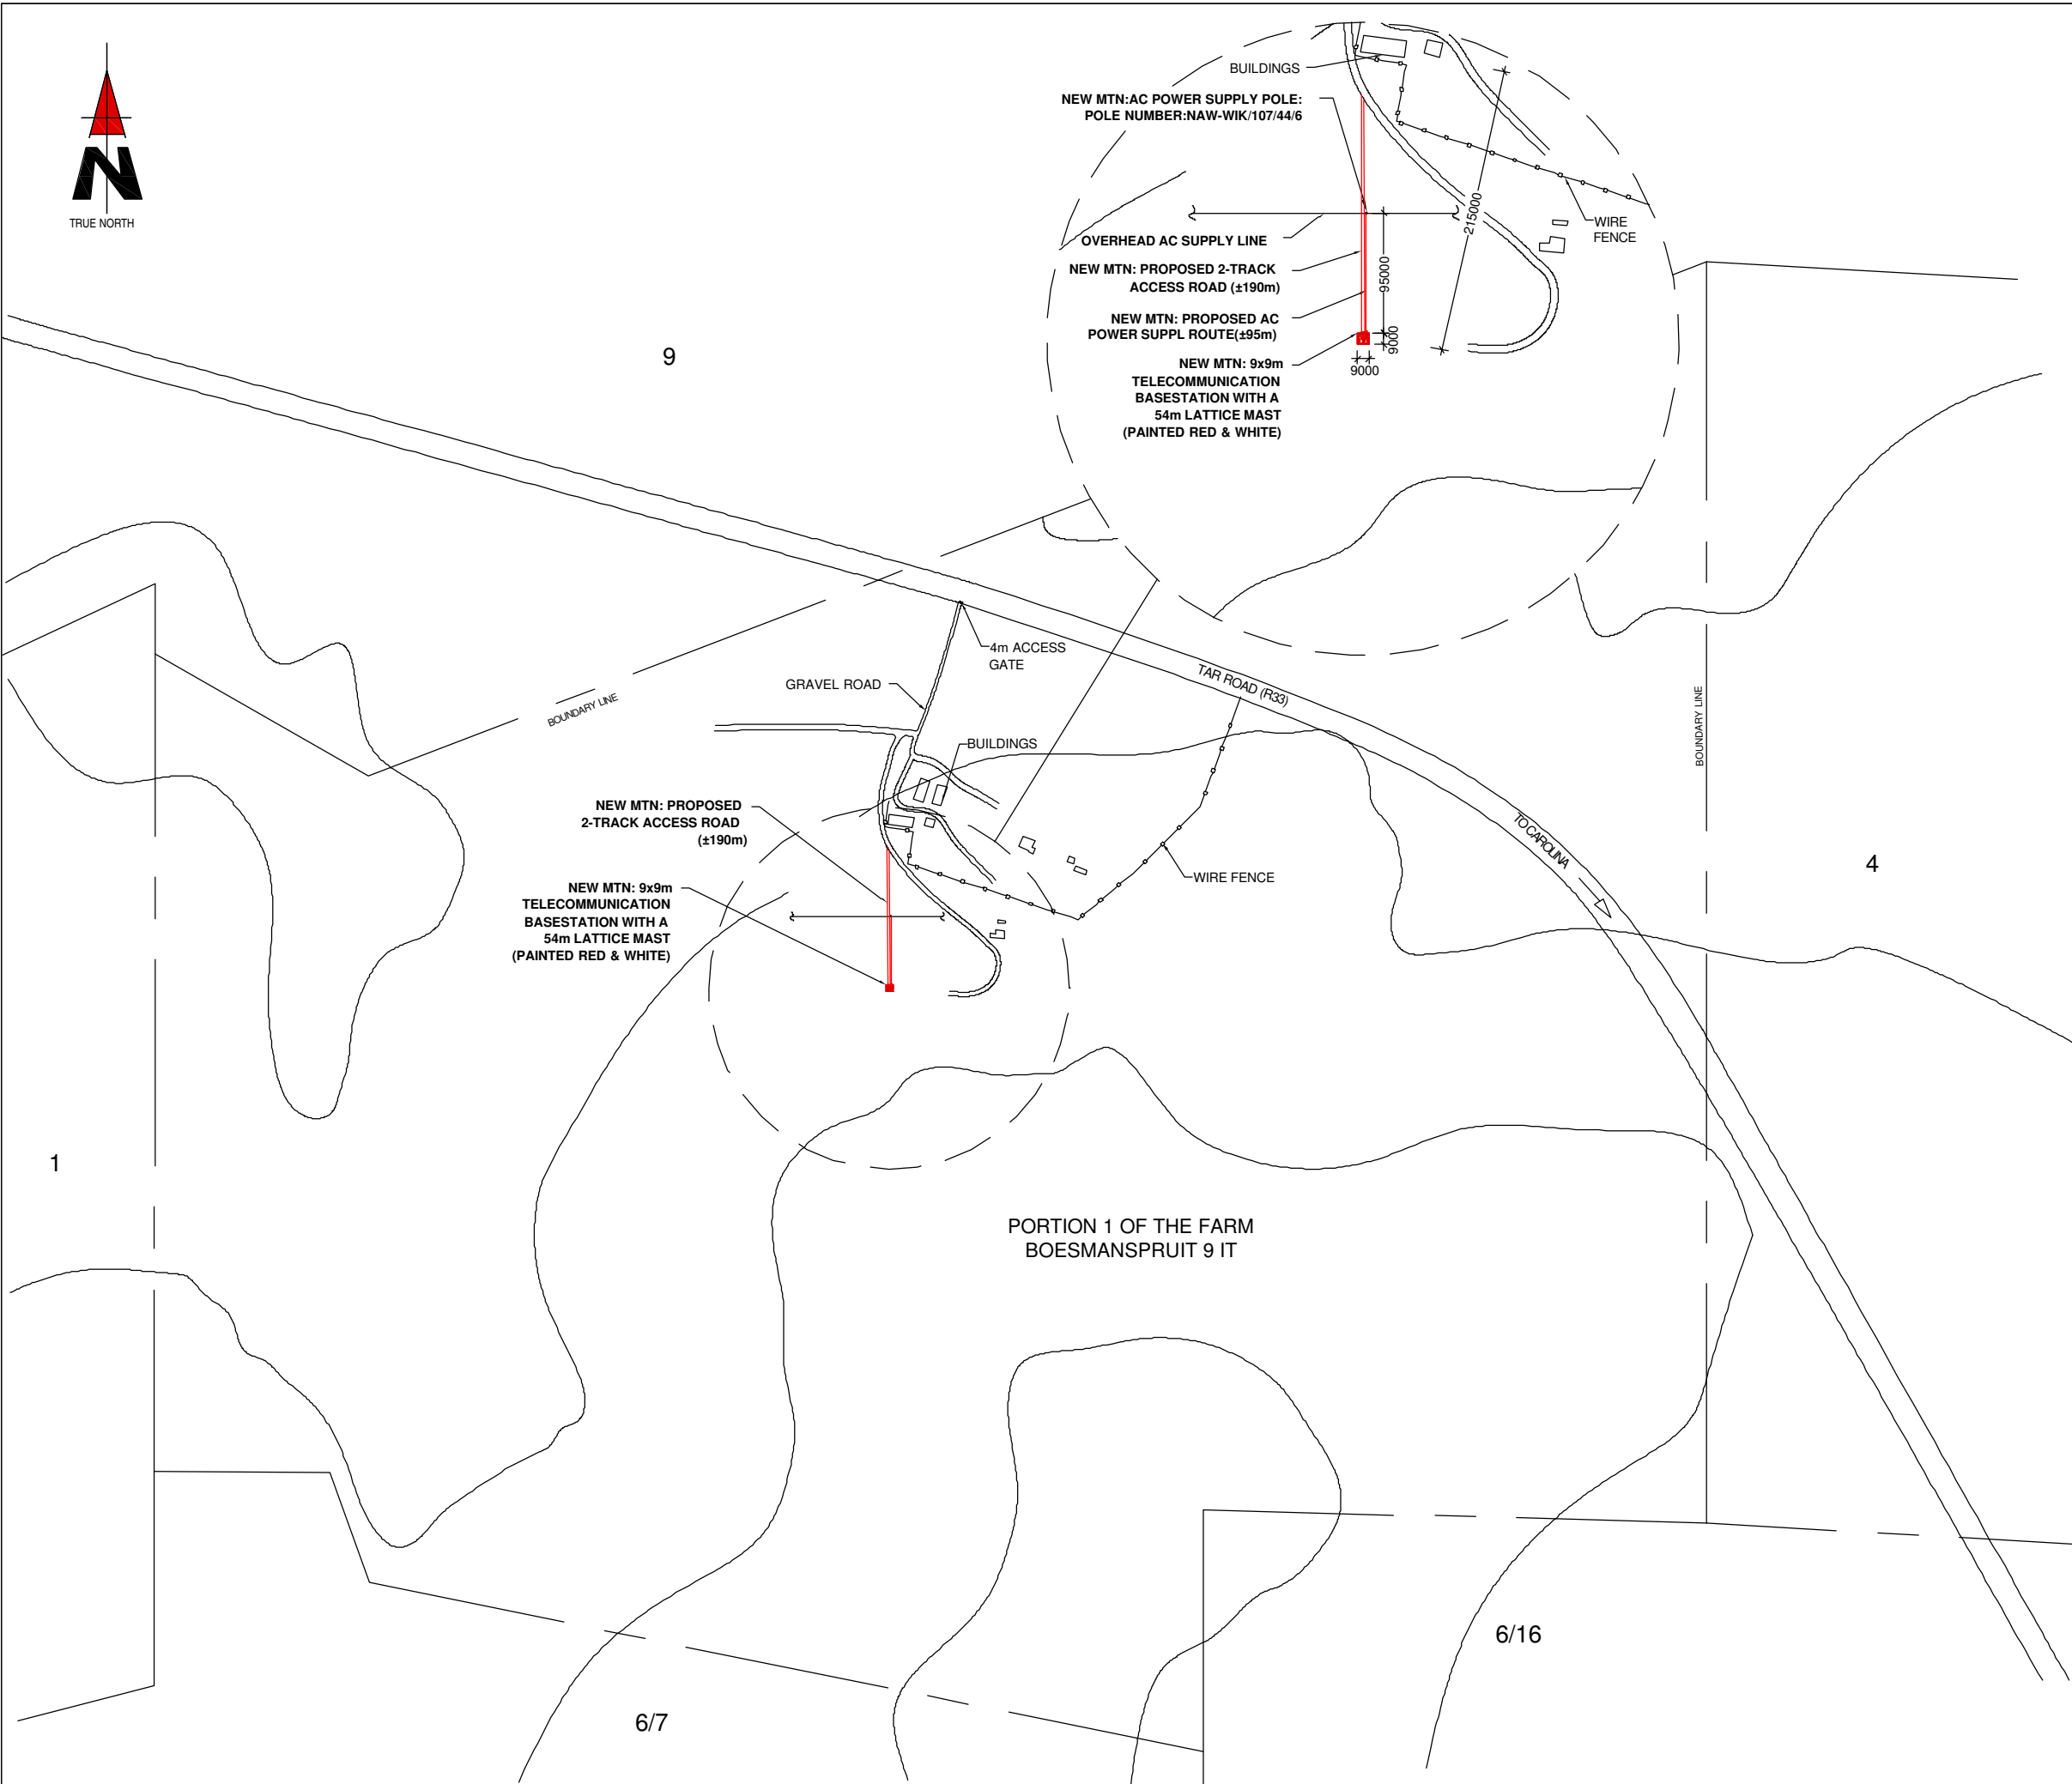 N
TRUE NORTH
BUILDINGS
NEW MTN:AC POWER SUPPLY POLE:
POLE NUMBER:NAW-WIK/107/44/6
215000
WIRE
FENCE
OVERHEAD AC SUPPLY LINE
NEW MTN: PROPOSED 2-TRACK
ACCESS ROAD (±190m)
95000
NEW MTN: PROPOSED AC
POWER SUPPL ROUTE(±95m)
9000
9000
NEW MTN: 9x9m
TELECOMMUNICATION
BASESTATION WITH A
54m LATTICE MAST
(PAINTED RED & WHITE)
9
4m ACCESS
GATE
GRAVEL ROAD
TAR ROAD (R33)
BOUNDARY LINE
BOUNDARY LINE
BUILDINGS
NEW MTN: PROPOSED
2-TRACK ACCESS ROAD
(±190m)
TO CAROLINA
4
WIRE FENCE
NEW MTN: 9x9m
TELECOMMUNICATION
BASESTATION WITH A
54m LATTICE MAST
(PAINTED RED & WHITE)
1
PORTION 1 OF THE FARM
BOESMANSPRUIT 9 IT
6/16
6/7